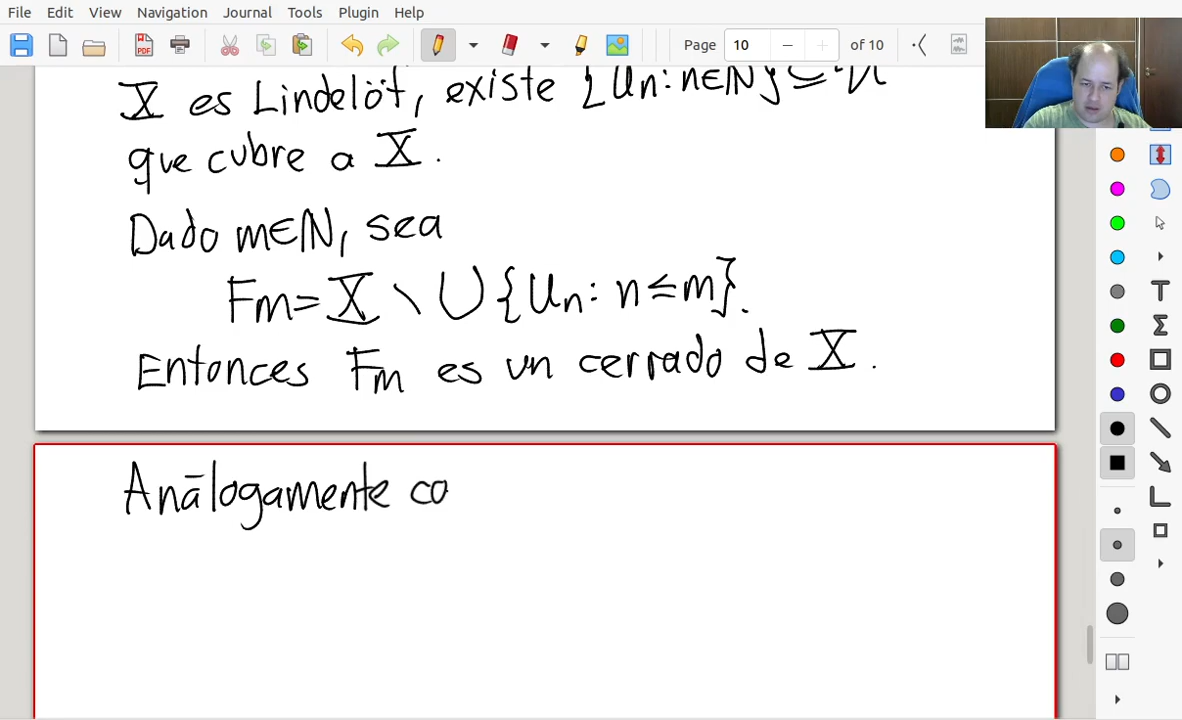 File Edit View Navigation Journal Tools Plugin Help
Page 10 of 10
X es Lindelöf, existe {Un: n∈N} ⊆ U
que cubre a X.
Dado m∈N, sea
Fm = X \ ∪ {Un: n ≤ m}.
Entonces Fm es un cerrado de X.
Análogamente co